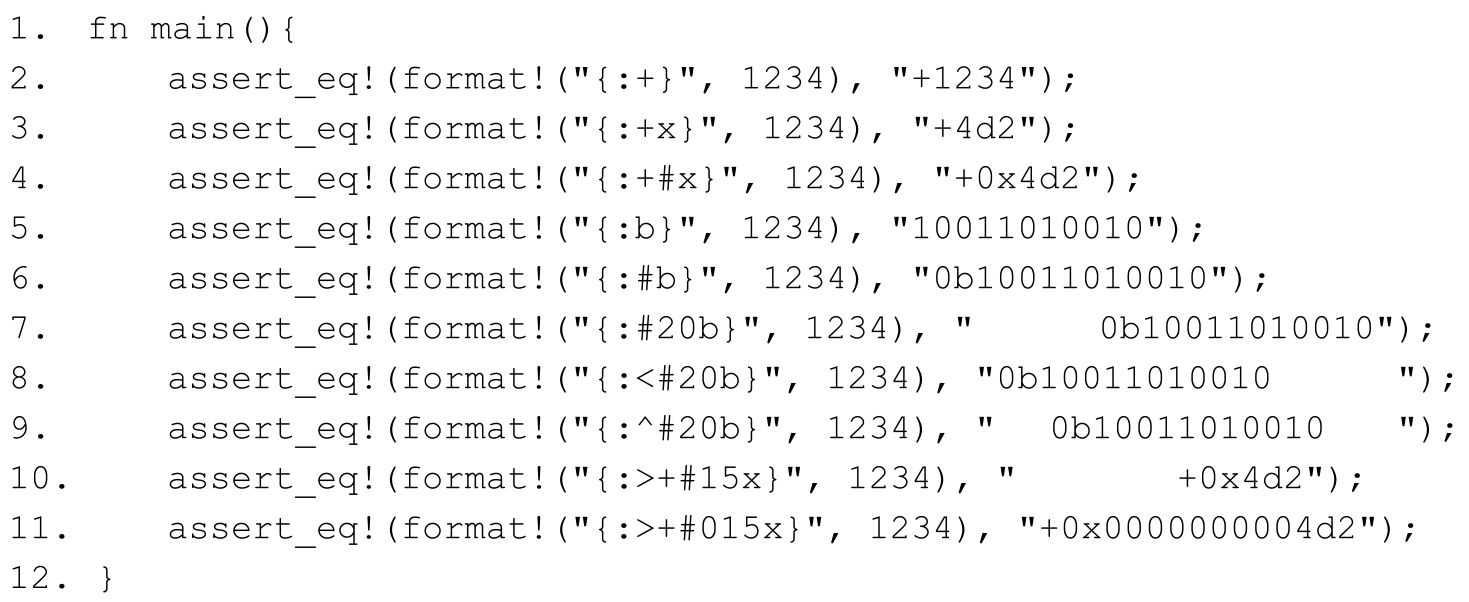 1.  fn main(){
2.      assert_eq!(format!("{:+}", 1234), "+1234");
3.      assert_eq!(format!("{:+x}", 1234), "+4d2");
4.      assert_eq!(format!("{:+#x}", 1234), "+0x4d2");
5.      assert_eq!(format!("{:b}", 1234), "10011010010");
6.      assert_eq!(format!("{:#b}", 1234), "0b10011010010");
7.      assert_eq!(format!("{:#20b}", 1234), "      0b10011010010");
8.      assert_eq!(format!("{:<#20b}", 1234), "0b10011010010      ");
9.      assert_eq!(format!("{:^#20b}", 1234), "   0b10011010010   ");
10.     assert_eq!(format!("{:>+#15x}", 1234), "        +0x4d2");
11.     assert_eq!(format!("{:>+#015x}", 1234), "+0x0000000004d2");
12. }